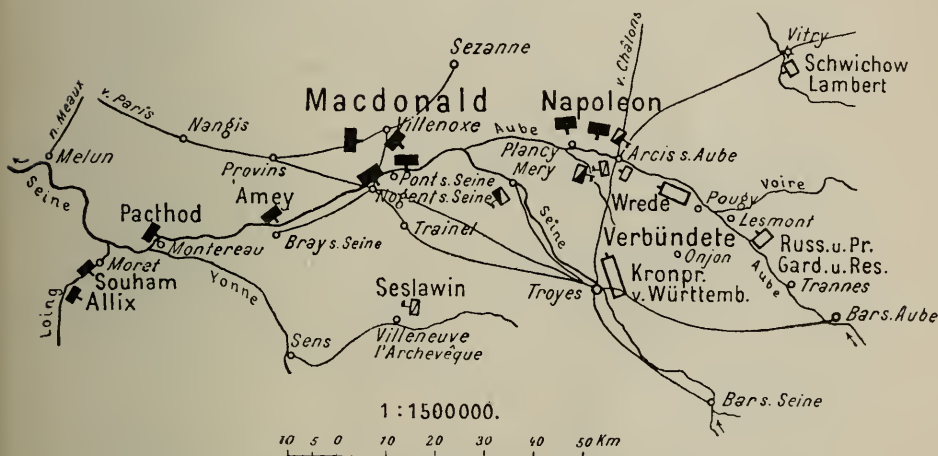 Vitry
Schwichow
Lambert
v. Châlons
Sezanne
Macdonald
Napoleon
n. Meaux
v. Paris
Nangis
Villenoxe
Aube
Plancy
Arcis s. Aube
Melun
Provins
Mery
Seine
Amey
Pont s. Seine
Nogent s. Seine
Wrede
Pougy
Voire
Lesmont
Pacthod
Montereau
Bray s. Seine
Trainel
Seine
Verbündete
Onjon
Russ. u. Pr.
Gard. u. Res.
Aube
Trannes
Moret
Souham
Allix
Loing
Yonne
Seslawin
Troyes
Kronpr.
v. Württemb.
Bar s. Aube
Sens
Villeneuve
l'Archevêque
Bar s. Seine
1:1500000.
10 5 0 10 20 30 40 50 Km